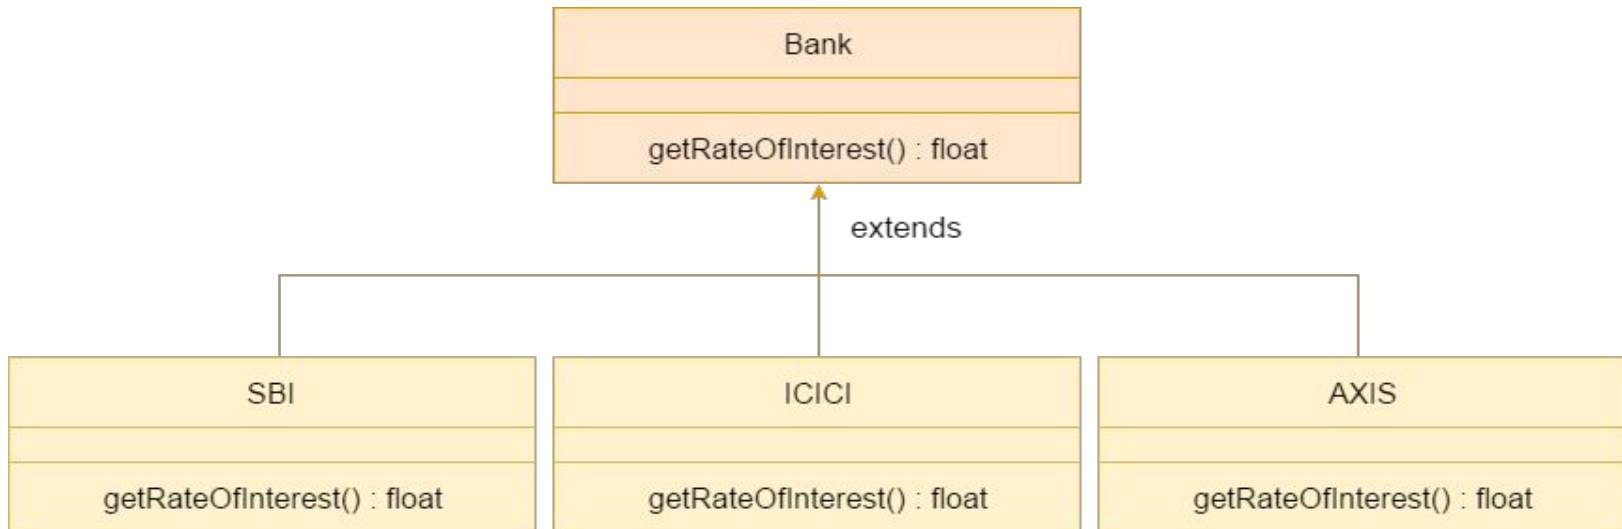 Bank
getRateOfInterest() : float
extends
SBI
ICICI
AXIS
getRateOfInterest() : float
getRateOfInterest() : float
getRateOfInterest() : float